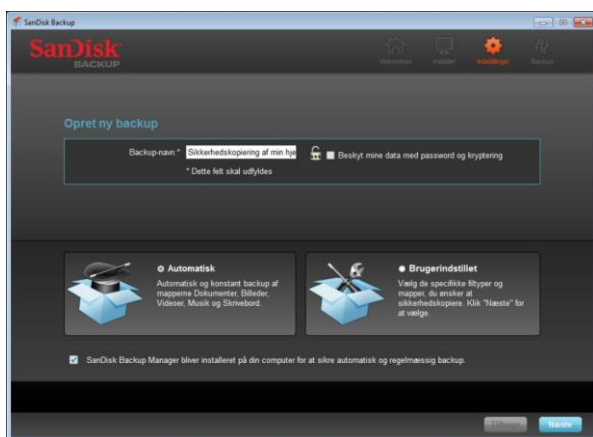 SanDisk Backup
SanDisk
BACKUP
Velkommen
Installer
Indstillinger
Backup
Opret ny backup
Backup-navn:*
Sikkerhedskopiering af min hje
Beskyt mine data med password og kryptering
* Dette felt skal udfyldes
Automatisk
Automatisk og konstant backup af
mapperne Dokumenter, Billeder,
Videoer, Musik og Skrivebord.
Brugerindstillet
Vælg de specifikke filtyper og
mapper, du ønsker at
sikkerhedskopiere. Klik "Næste" for
at vælge.
SanDisk Backup Manager bliver installeret på din computer for at sikre automatisk og regelmæssig backup.
Tilbage
Næste